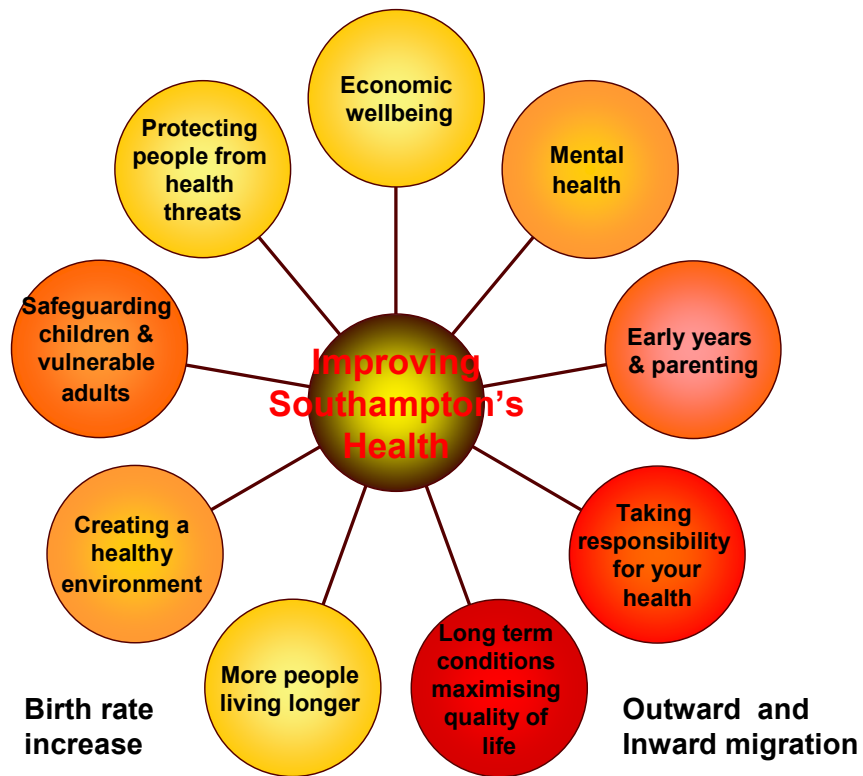 Economic
wellbeing
Mental
health
Early years
& parenting
Taking
responsibility
for your
health
Long term
conditions
maximising
quality of
life
More people
living longer
Creating a
healthy
environment
Safeguarding
children &
vulnerable
adults
Protecting
people from
health
threats
Improving
Southampton's
Health
Birth rate
increase
Outward and
Inward migration